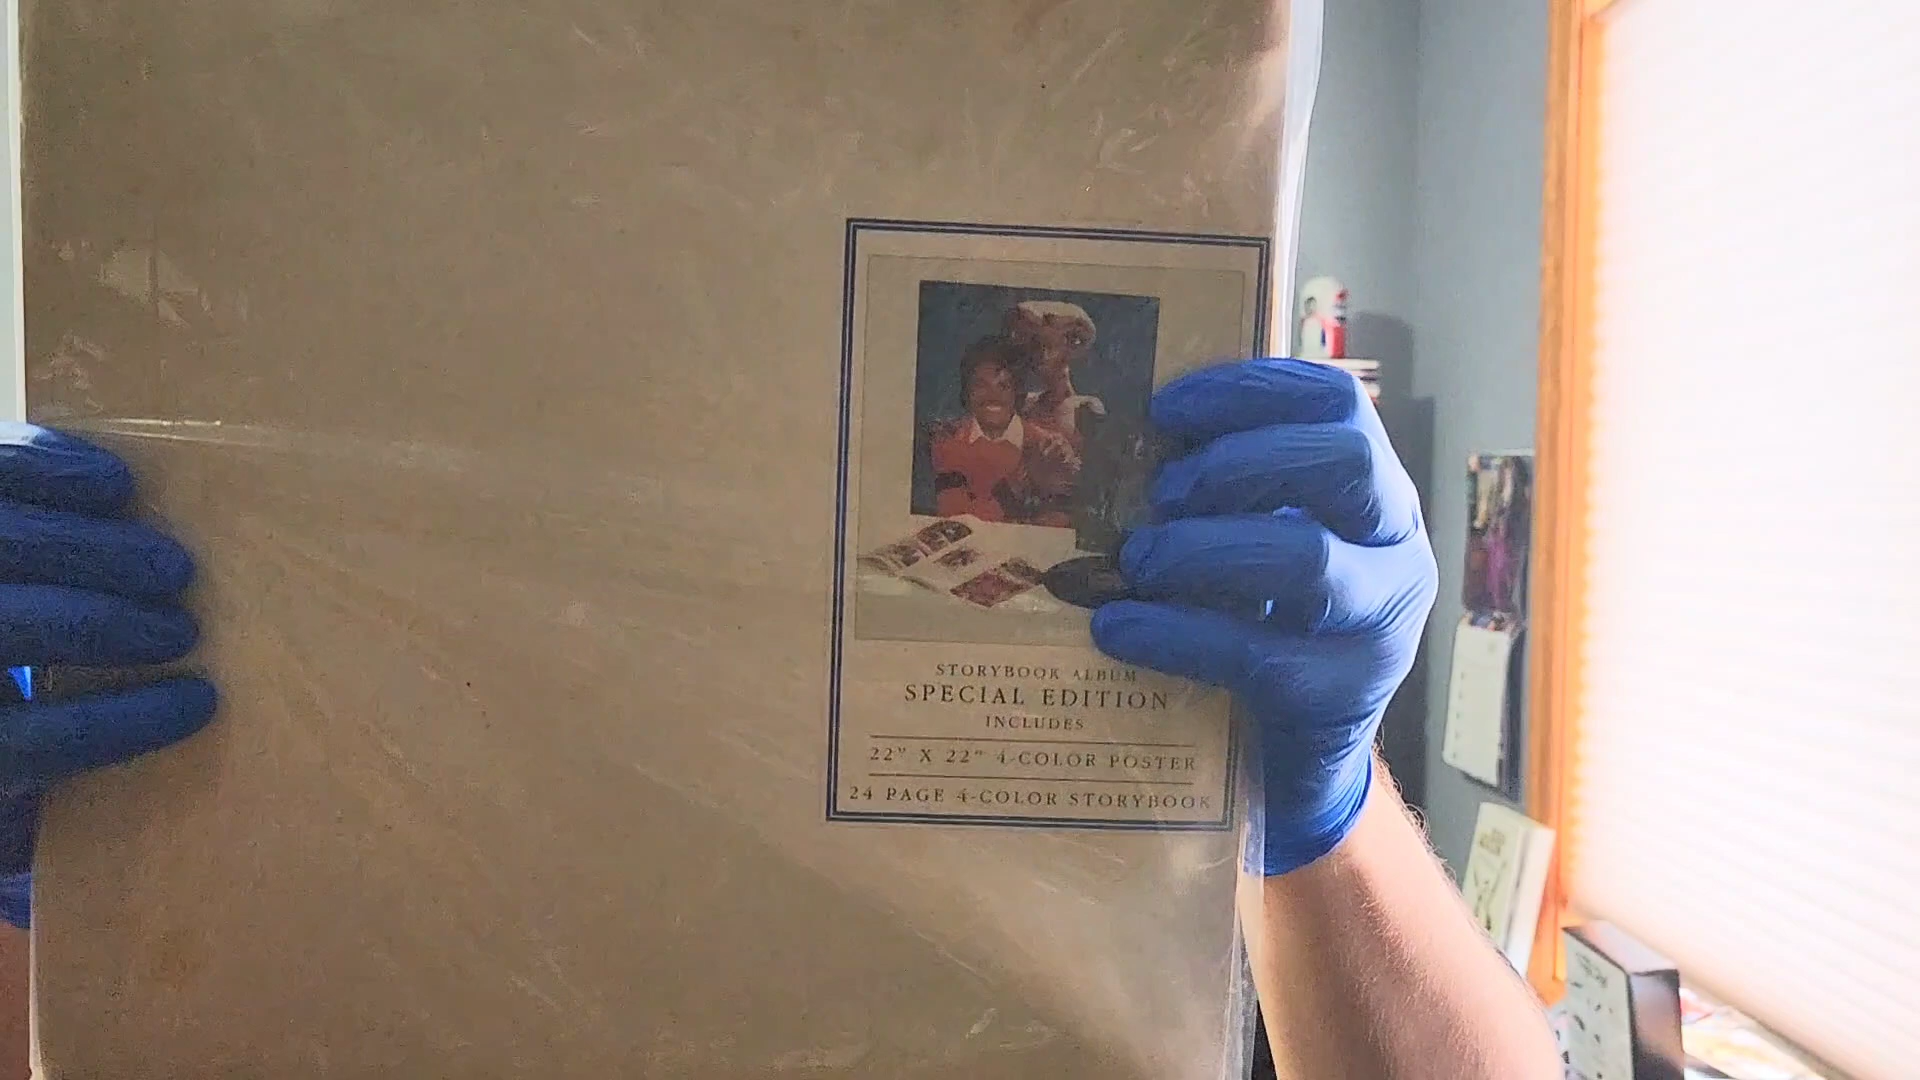 STORYBOOK ALBUM
SPECIAL EDITION
INCLUDES
22" X 22" 4-COLOR POSTER
24 PAGE 4-COLOR STORYBOOK